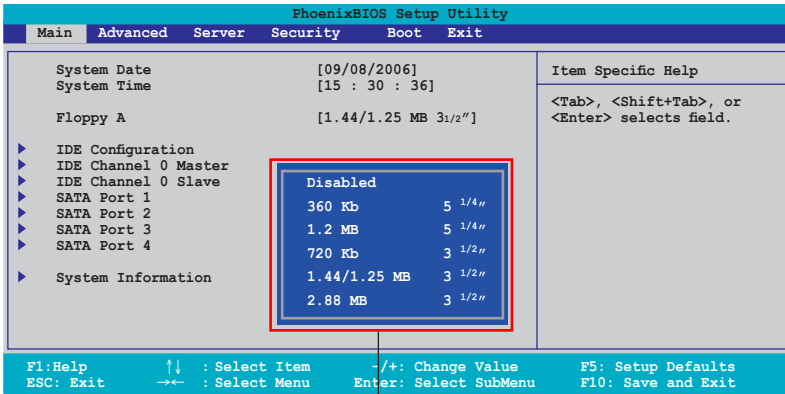 PhoenixBIOS Setup Utility
Main Advanced Server Security Boot Exit
System Date [09/08/2006]
System Time [15 : 30 : 36]
Floppy A [1.44/1.25 MB 31/2″]
IDE Configuration
IDE Channel 0 Master
IDE Channel 0 Slave
SATA Port 1
SATA Port 2
SATA Port 3
SATA Port 4
System Information
Disabled
360 Kb 5 1/4″
1.2 MB 5 1/4″
720 Kb 3 1/2″
1.44/1.25 MB 3 1/2″
2.88 MB 3 1/2″
Item Specific Help
<Tab>, <Shift+Tab>, or
<Enter> selects field.
F1:Help ↑↓ : Select Item -/+: Change Value F5: Setup Defaults
ESC: Exit →← : Select Menu Enter: Select SubMenu F10: Save and Exit